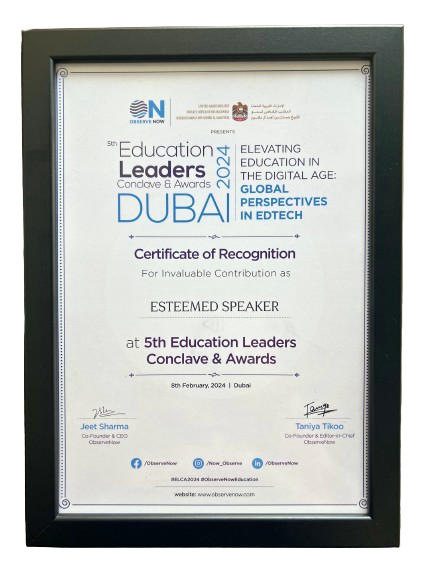 ON
OBSERVE NOW
PRESENTS
5th Education
Leaders
Conclave & Awards
2024
DUBAI
ELEVATING
EDUCATION IN
THE DIGITAL AGE:
GLOBAL
PERSPECTIVES
IN EDTECH
Certificate of Recognition
For Invaluable Contribution as
ESTEEMED SPEAKER
at 5th Education Leaders
Conclave & Awards
8th February, 2024 | Dubai
Jeet Sharma
Co-Founder & CEO
ObserveNow
Taniya Tikoo
Co-Founder & Editor-in-Chief
ObserveNow
/ObserveNow
/Now_Observe
/ObserveNow
#ELCA2024 #ObserveNowEducation
website: www.observenow.com